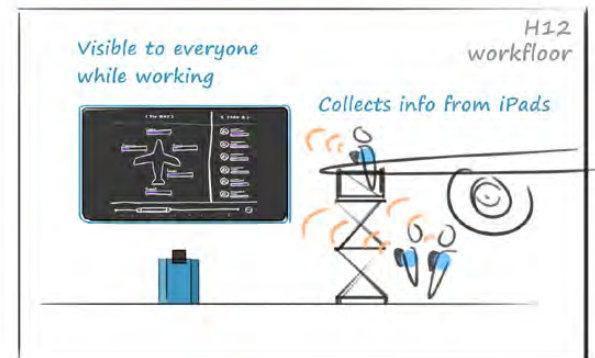 H12
workfloor
Visible to everyone
while working
Collects info from iPads